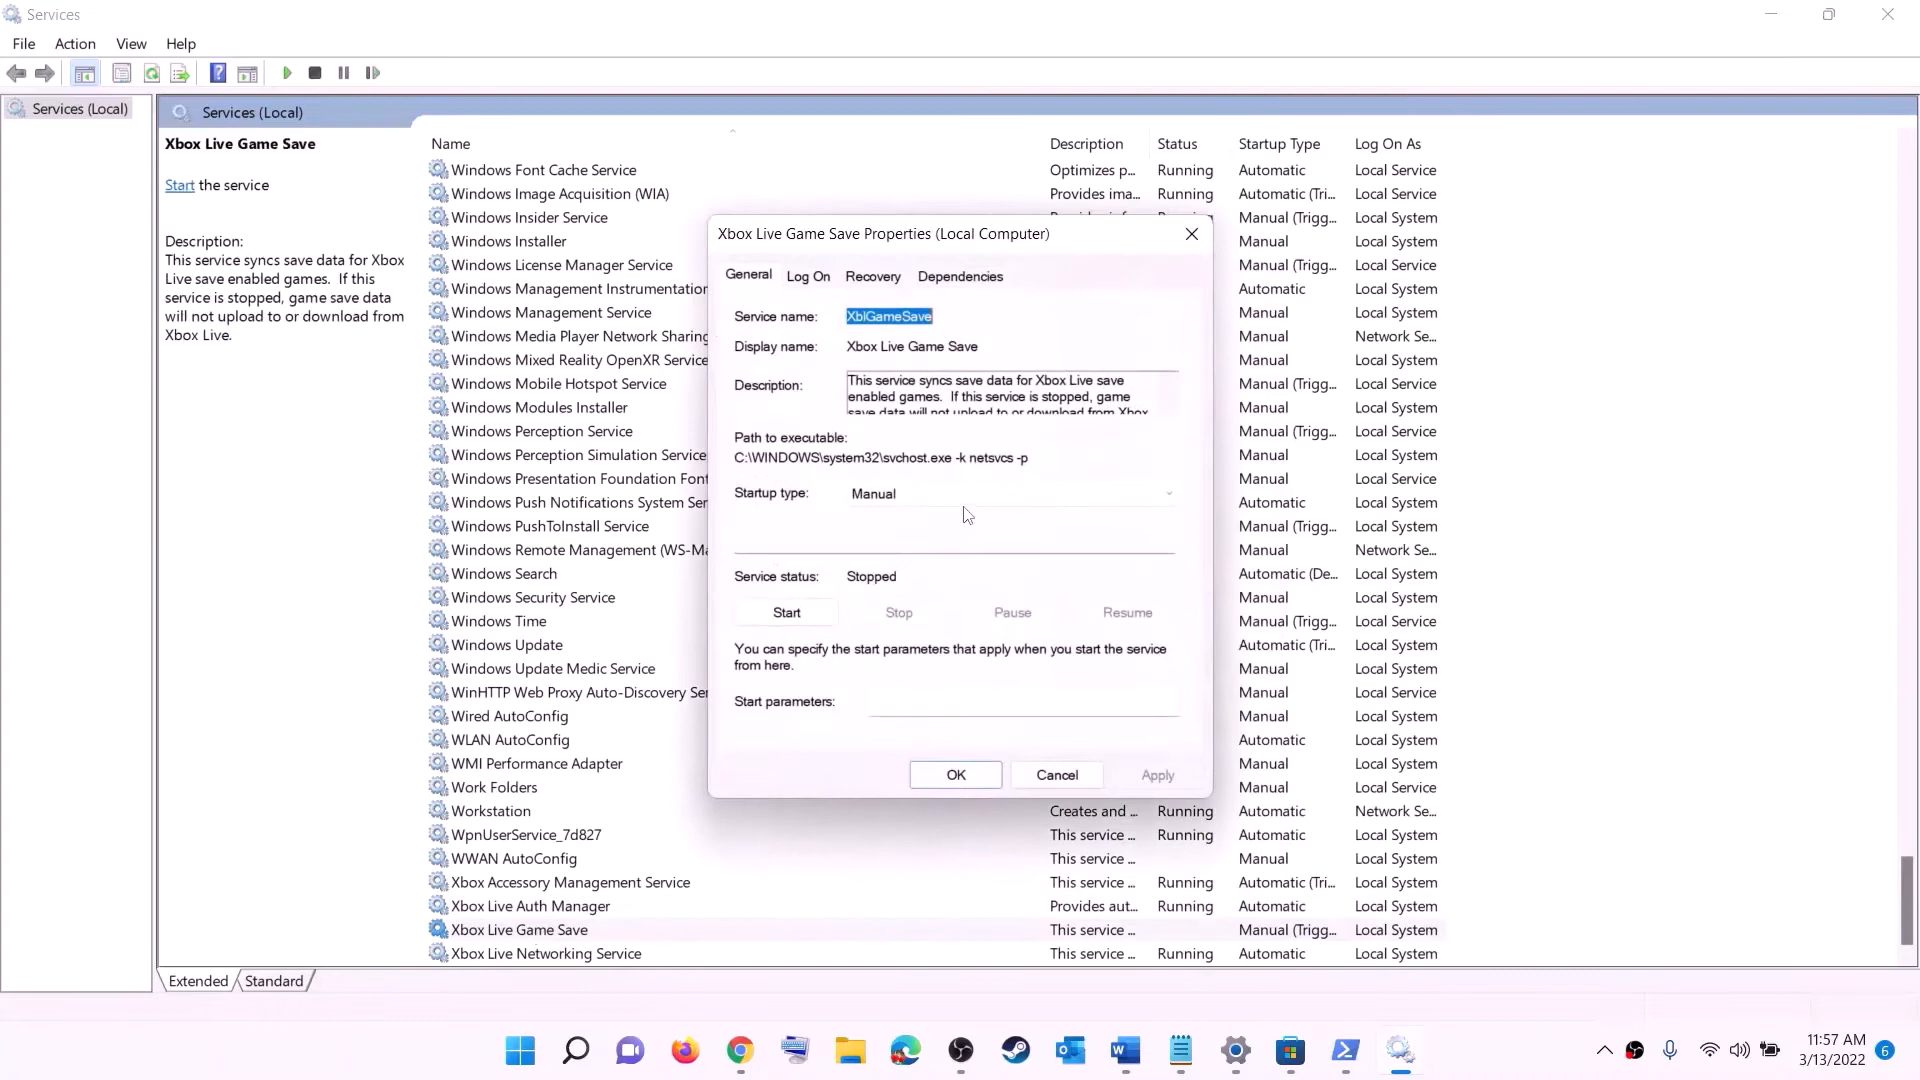 Services
File Action View Help
Services (Local)
Services (Local)
Xbox Live Game Save
Start the service
Description:
This service syncs save data for Xbox
Live save enabled games. If this
service is stopped, game save data
will not upload to or download from
Xbox Live.
Name Description Status Startup Type Log On As
Windows Font Cache Service Optimizes p... Running Automatic Local Service
Windows Image Acquisition (WIA) Provides ima... Running Automatic (Tri... Local Service
Windows Insider Service Manual (Trigg... Local System
Windows Installer Manual Local System
Windows License Manager Service Manual (Trigg... Local Service
Windows Management Instrumentation Automatic Local System
Windows Management Service Manual Local System
Windows Media Player Network Sharing Manual Network Se...
Windows Mixed Reality OpenXR Service Manual Local System
Windows Mobile Hotspot Service Manual (Trigg... Local Service
Windows Modules Installer Manual Local System
Windows Perception Service Manual (Trigg... Local Service
Windows Perception Simulation Service Manual Local System
Windows Presentation Foundation Font Manual Local Service
Windows Push Notifications System Ser Automatic Local System
Windows PushToInstall Service Manual (Trigg... Local System
Windows Remote Management (WS-Ma Manual Network Se...
Windows Search Automatic (De... Local System
Windows Security Service Manual Local System
Windows Time Manual (Trigg... Local Service
Windows Update Automatic (Tri... Local System
Windows Update Medic Service Manual Local System
WinHTTP Web Proxy Auto-Discovery Ser Manual Local Service
Wired AutoConfig Manual Local System
WLAN AutoConfig Automatic Local System
WMI Performance Adapter Manual Local System
Work Folders Manual Local Service
Workstation Creates and ... Running Automatic Network Se...
WpnUserService_7d827 This service ... Running Automatic Local System
WWAN AutoConfig This service ... Manual Local System
Xbox Accessory Management Service This service ... Running Automatic (Tri... Local System
Xbox Live Auth Manager Provides aut... Running Automatic Local System
Xbox Live Game Save This service ... Manual (Trigg... Local System
Xbox Live Networking Service This service ... Running Automatic Local System
Xbox Live Game Save Properties (Local Computer)
General Log On Recovery Dependencies
Service name: XblGameSave
Display name: Xbox Live Game Save
Description: This service syncs save data for Xbox Live save
enabled games. If this service is stopped, game
save data will not upload to or download from Xbox
Path to executable:
C:\WINDOWS\system32\svchost.exe -k netsvcs -p
Startup type: Manual
Service status: Stopped
Start Stop Pause Resume
You can specify the start parameters that apply when you start the service
from here.
Start parameters:
OK Cancel Apply
Extended Standard
11:57 AM
3/13/2022
6